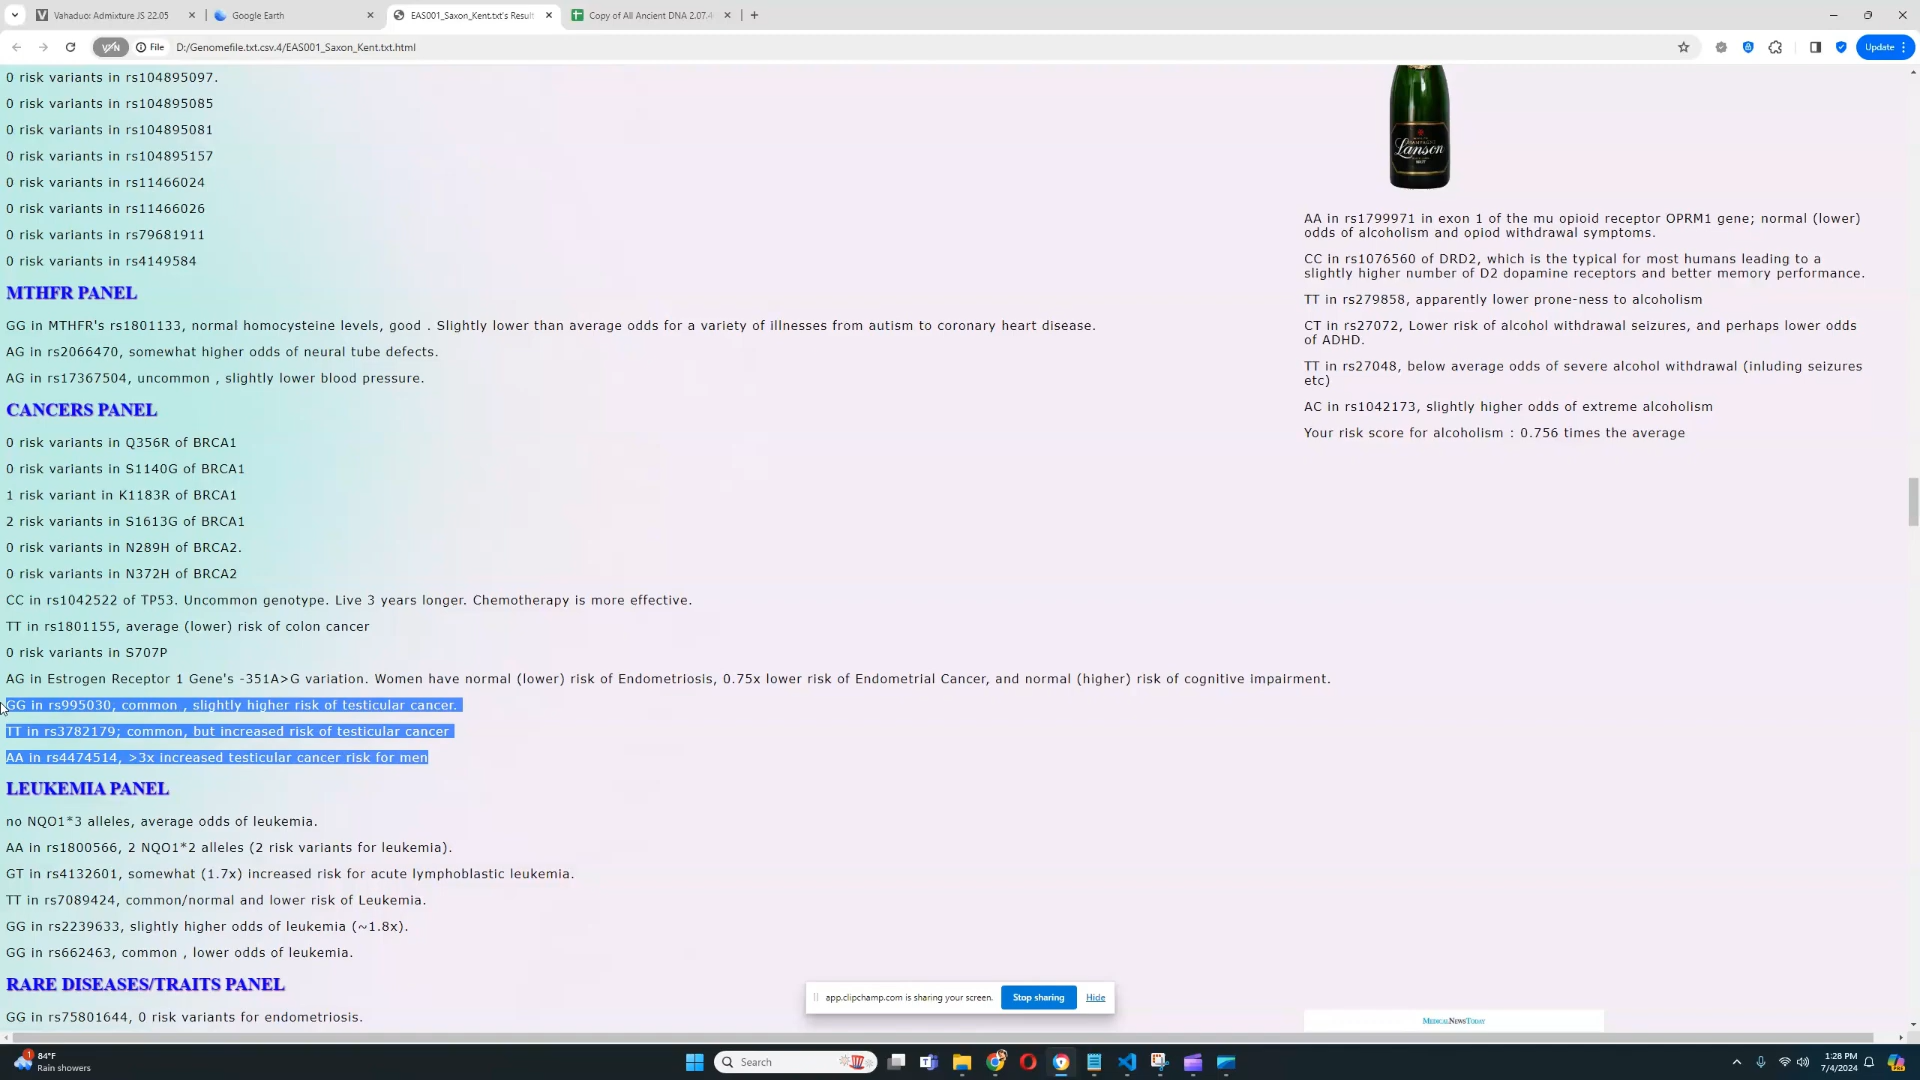 Vahaduo: Admixture JS 22.05
Google Earth
EAS001_Saxon_Kent.txt's Result
Copy of All Ancient DNA 2.07.
VPN
File
D:/Genomefile.txt.csv.4/EAS001_Saxon_Kent.txt.html
Update
0 risk variants in rs104895097.
0 risk variants in rs104895085
0 risk variants in rs104895081
0 risk variants in rs104895157
0 risk variants in rs11466024
0 risk variants in rs11466026
0 risk variants in rs79681911
0 risk variants in rs4149584
MTHFR PANEL
GG in MTHFR's rs1801133, normal homocysteine levels, good . Slightly lower than average odds for a variety of illnesses from autism to coronary heart disease.
AG in rs2066470, somewhat higher odds of neural tube defects.
AG in rs17367504, uncommon , slightly lower blood pressure.
CANCERS PANEL
0 risk variants in Q356R of BRCA1
0 risk variants in S1140G of BRCA1
1 risk variant in K1183R of BRCA1
2 risk variants in S1613G of BRCA1
0 risk variants in N289H of BRCA2.
0 risk variants in N372H of BRCA2
CC in rs1042522 of TP53. Uncommon genotype. Live 3 years longer. Chemotherapy is more effective.
TT in rs1801155, average (lower) risk of colon cancer
0 risk variants in S707P
AG in Estrogen Receptor 1 Gene's -351A>G variation. Women have normal (lower) risk of Endometriosis, 0.75x lower risk of Endometrial Cancer, and normal (higher) risk of cognitive impairment.
GG in rs995030, common , slightly higher risk of testicular cancer.
TT in rs3782179; common, but increased risk of testicular cancer
AA in rs4474514, >3x increased testicular cancer risk for men
LEUKEMIA PANEL
no NQO1*3 alleles, average odds of leukemia.
AA in rs1800566, 2 NQO1*2 alleles (2 risk variants for leukemia).
GT in rs4132601, somewhat (1.7x) increased risk for acute lymphoblastic leukemia.
TT in rs7089424, common/normal and lower risk of Leukemia.
GG in rs2239633, slightly higher odds of leukemia (~1.8x).
GG in rs662463, common , lower odds of leukemia.
RARE DISEASES/TRAITS PANEL
GG in rs75801644, 0 risk variants for endometriosis.
Lanson
AA in rs1799971 in exon 1 of the mu opioid receptor OPRM1 gene; normal (lower)
odds of alcoholism and opiod withdrawal symptoms.
CC in rs1076560 of DRD2, which is the typical for most humans leading to a
slightly higher number of D2 dopamine receptors and better memory performance.
TT in rs279858, apparently lower prone-ness to alcoholism
CT in rs27072, Lower risk of alcohol withdrawal seizures, and perhaps lower odds
of ADHD.
TT in rs27048, below average odds of severe alcohol withdrawal (inluding seizures
etc)
AC in rs1042173, slightly higher odds of extreme alcoholism
Your risk score for alcoholism : 0.756 times the average
MEDICALNEWSTODAY
app.clipchamp.com is sharing your screen.
Stop sharing
Hide
1
84°F
Rain showers
Search
1:28 PM
7/4/2024